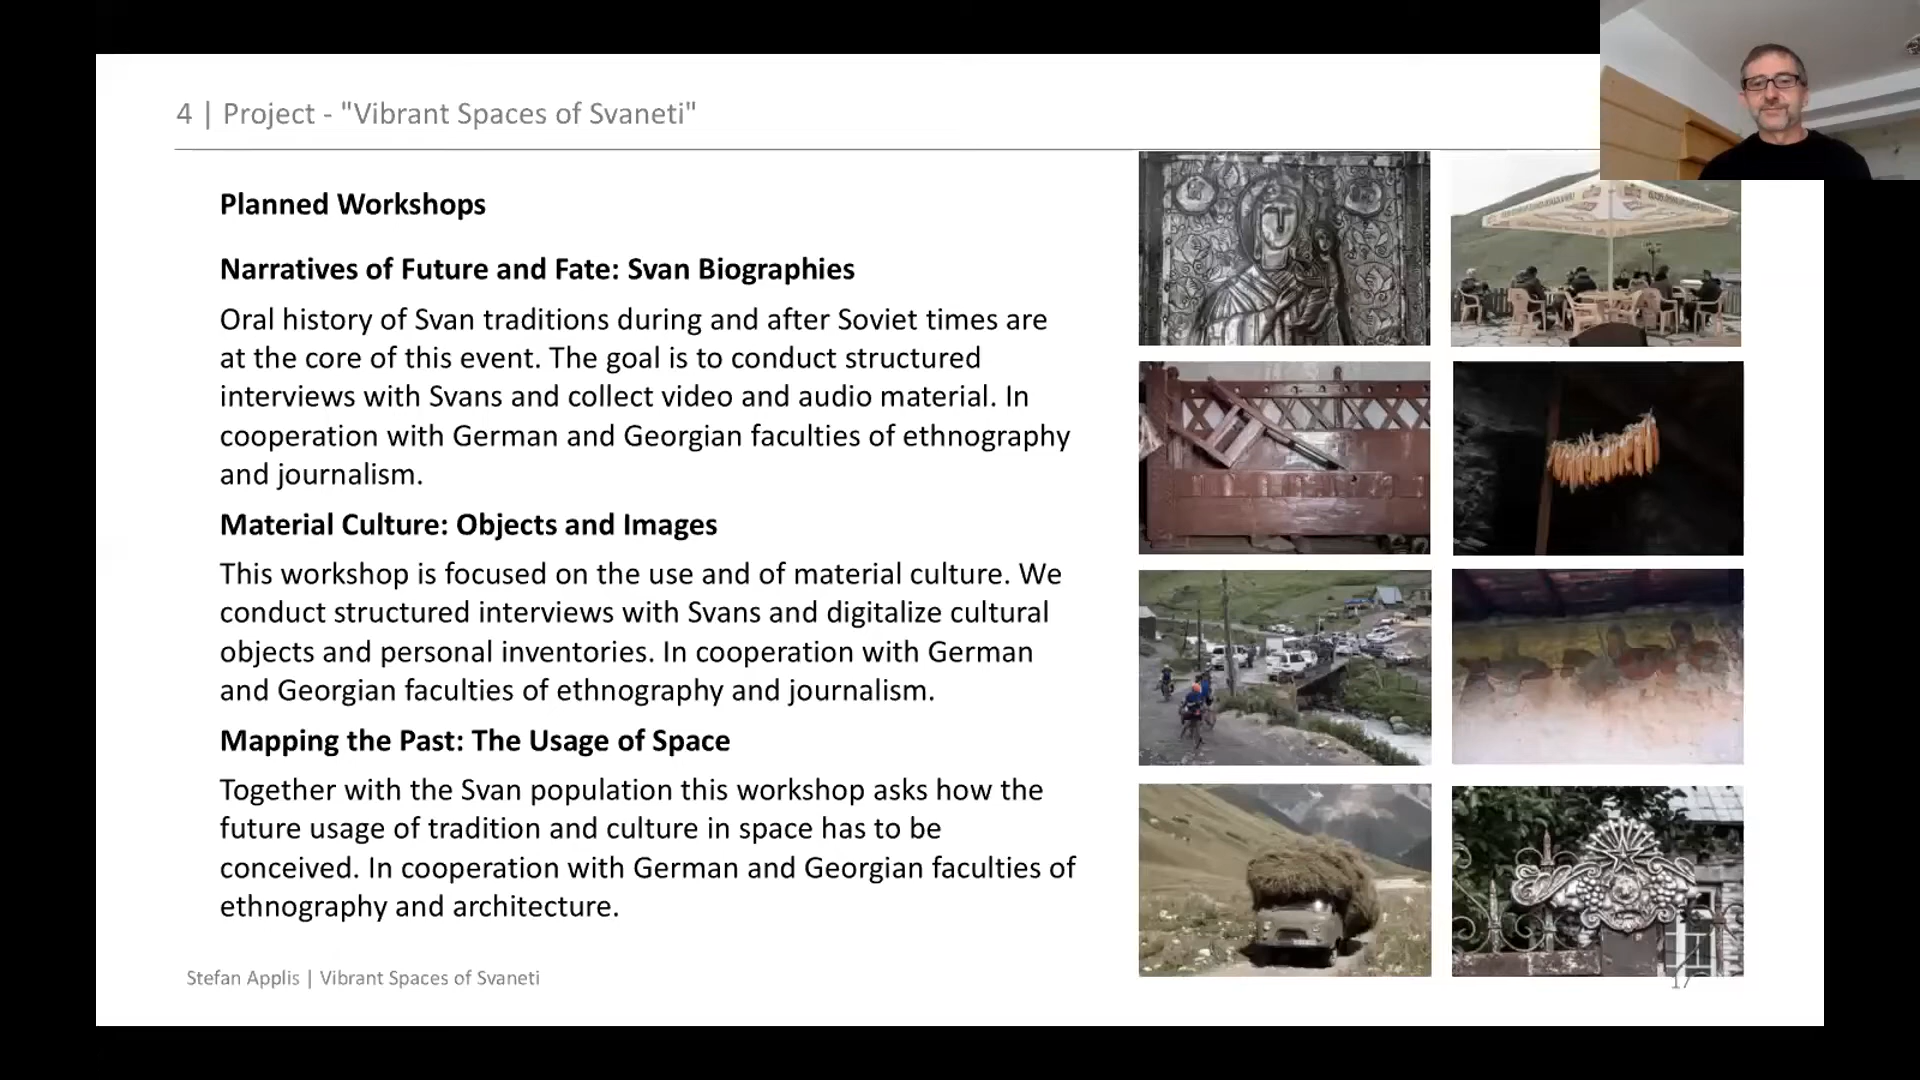 4 | Project - "Vibrant Spaces of Svaneti"
Planned Workshops
Narratives of Future and Fate: Svan Biographies
Oral history of Svan traditions during and after Soviet times are
at the core of this event. The goal is to conduct structured
interviews with Svans and collect video and audio material. In
cooperation with German and Georgian faculties of ethnography
and journalism.
Material Culture: Objects and Images
This workshop is focused on the use and of material culture. We
conduct structured interviews with Svans and digitalize cultural
objects and personal inventories. In cooperation with German
and Georgian faculties of ethnography and journalism.
Mapping the Past: The Usage of Space
Together with the Svan population this workshop asks how the
future usage of tradition and culture in space has to be
conceived. In cooperation with German and Georgian faculties of
ethnography and architecture.
Stefan Applis | Vibrant Spaces of Svaneti
17